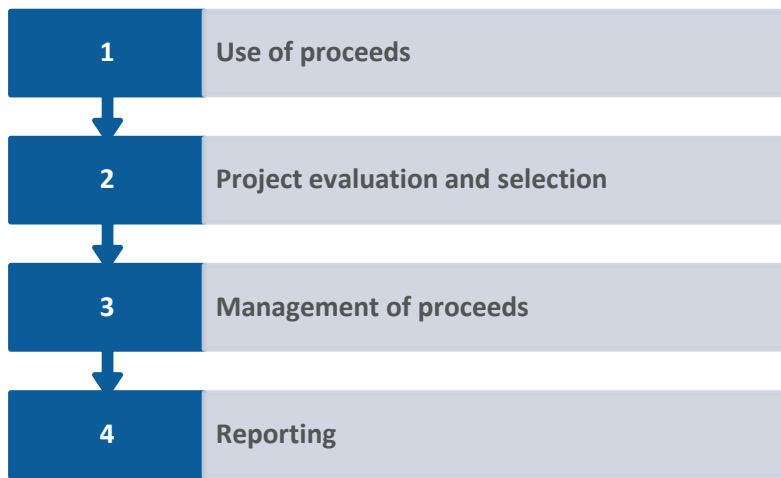 1 Use of proceeds
2 Project evaluation and selection
3 Management of proceeds
4 Reporting